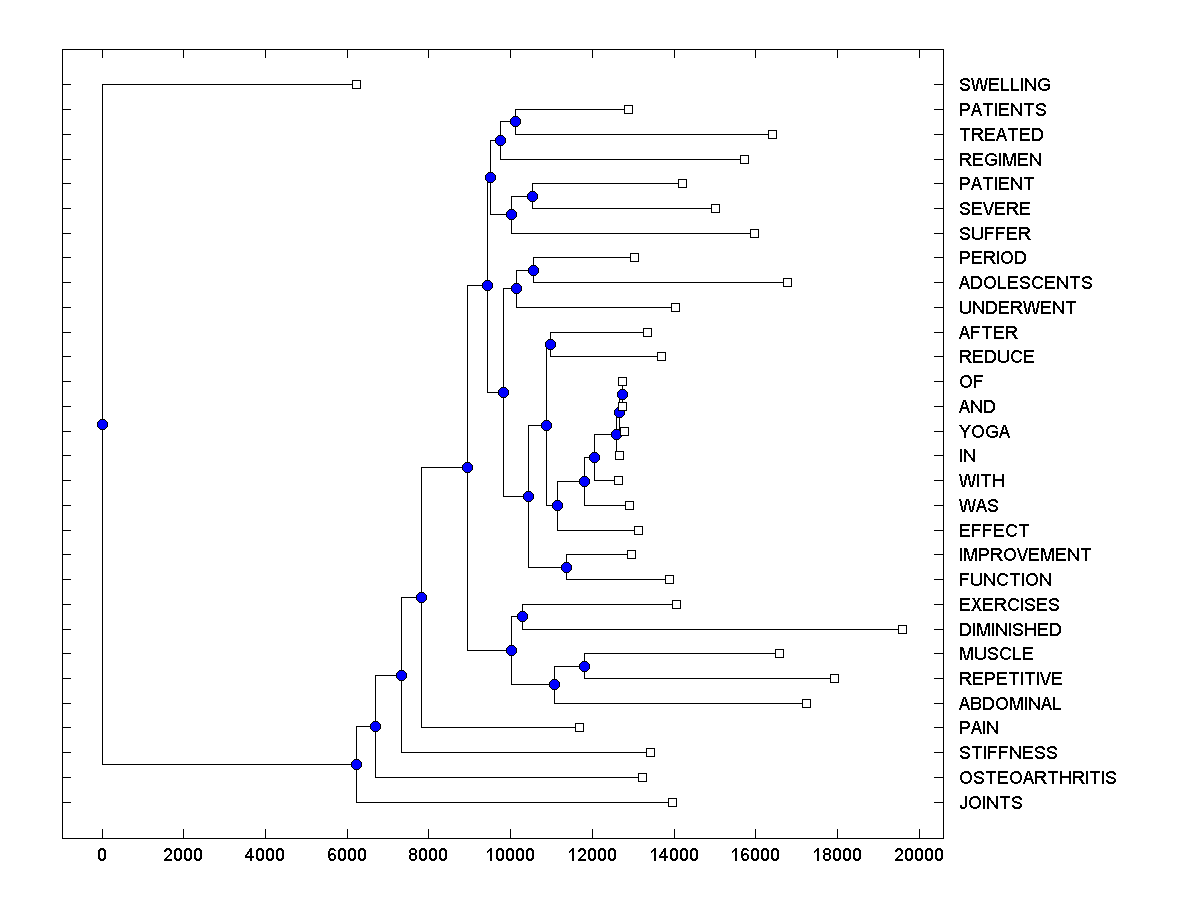 SWELLING
PATIENTS
TREATED
REGIMEN
PATIENT
SEVERE
SUFFER
PERIOD
ADOLESCENTS
UNDERWENT
AFTER
REDUCE
OF
AND
YOGA
IN
WITH
WAS
EFFECT
IMPROVEMENT
FUNCTION
EXERCISES
DIMINISHED
MUSCLE
REPETITIVE
ABDOMINAL
PAIN
STIFFNESS
OSTEOARTHRITIS
JOINTS
0 2000 4000 6000 8000 10000 12000 14000 16000 18000 20000